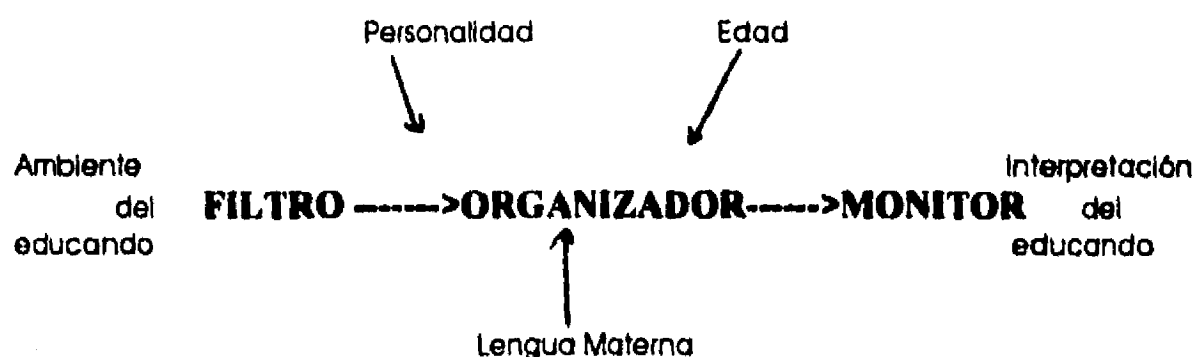 Personalidad Edad
Ambiente
del
educando
FILTRO ------>ORGANIZADOR----->MONITOR
Interpretación
del
educando
Lengua Materna